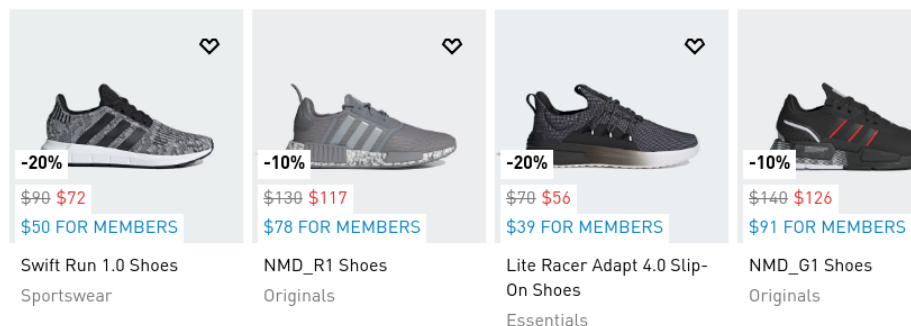 -20%
$90 $72
$50 FOR MEMBERS
Swift Run 1.0 Shoes
Sportswear
-10%
$130 $117
$78 FOR MEMBERS
NMD_R1 Shoes
Originals
-20%
$70 $56
$39 FOR MEMBERS
Lite Racer Adapt 4.0 Slip-
On Shoes
Essentials
-10%
$140 $126
$91 FOR MEMBERS
NMD_G1 Shoes
Originals